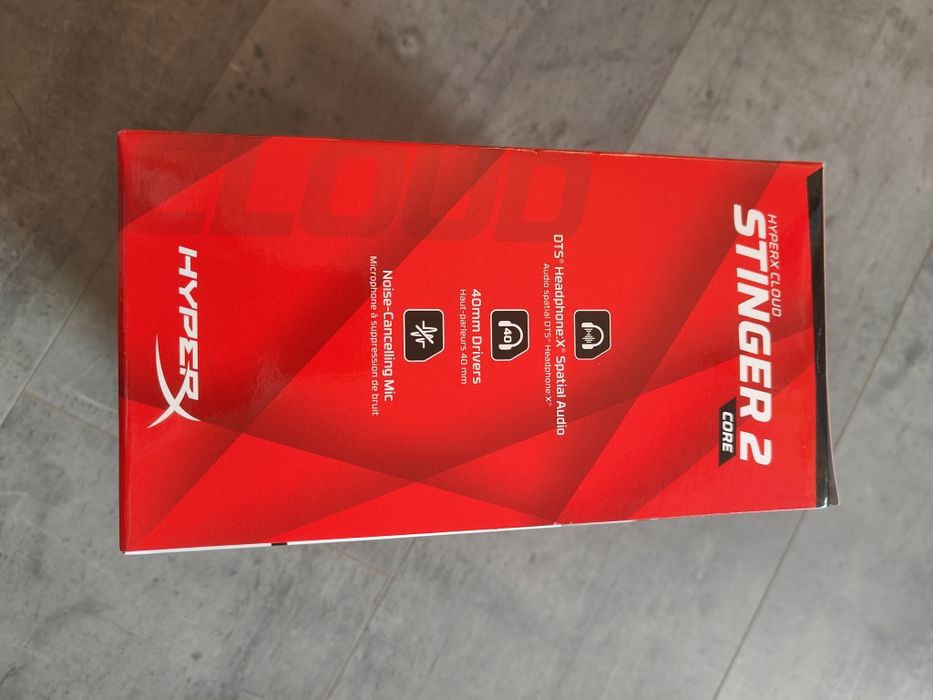 HYPERX CLOUD
STINGER 2
CORE
DTS® Headphone:X® Spatial Audio
Audio spatial DTS® Headphone:X®
40
40mm Drivers
Haut-parleurs 40 mm
Noise-Cancelling Mic
Microphone à suppression de bruit
HYPERX
CLOUD